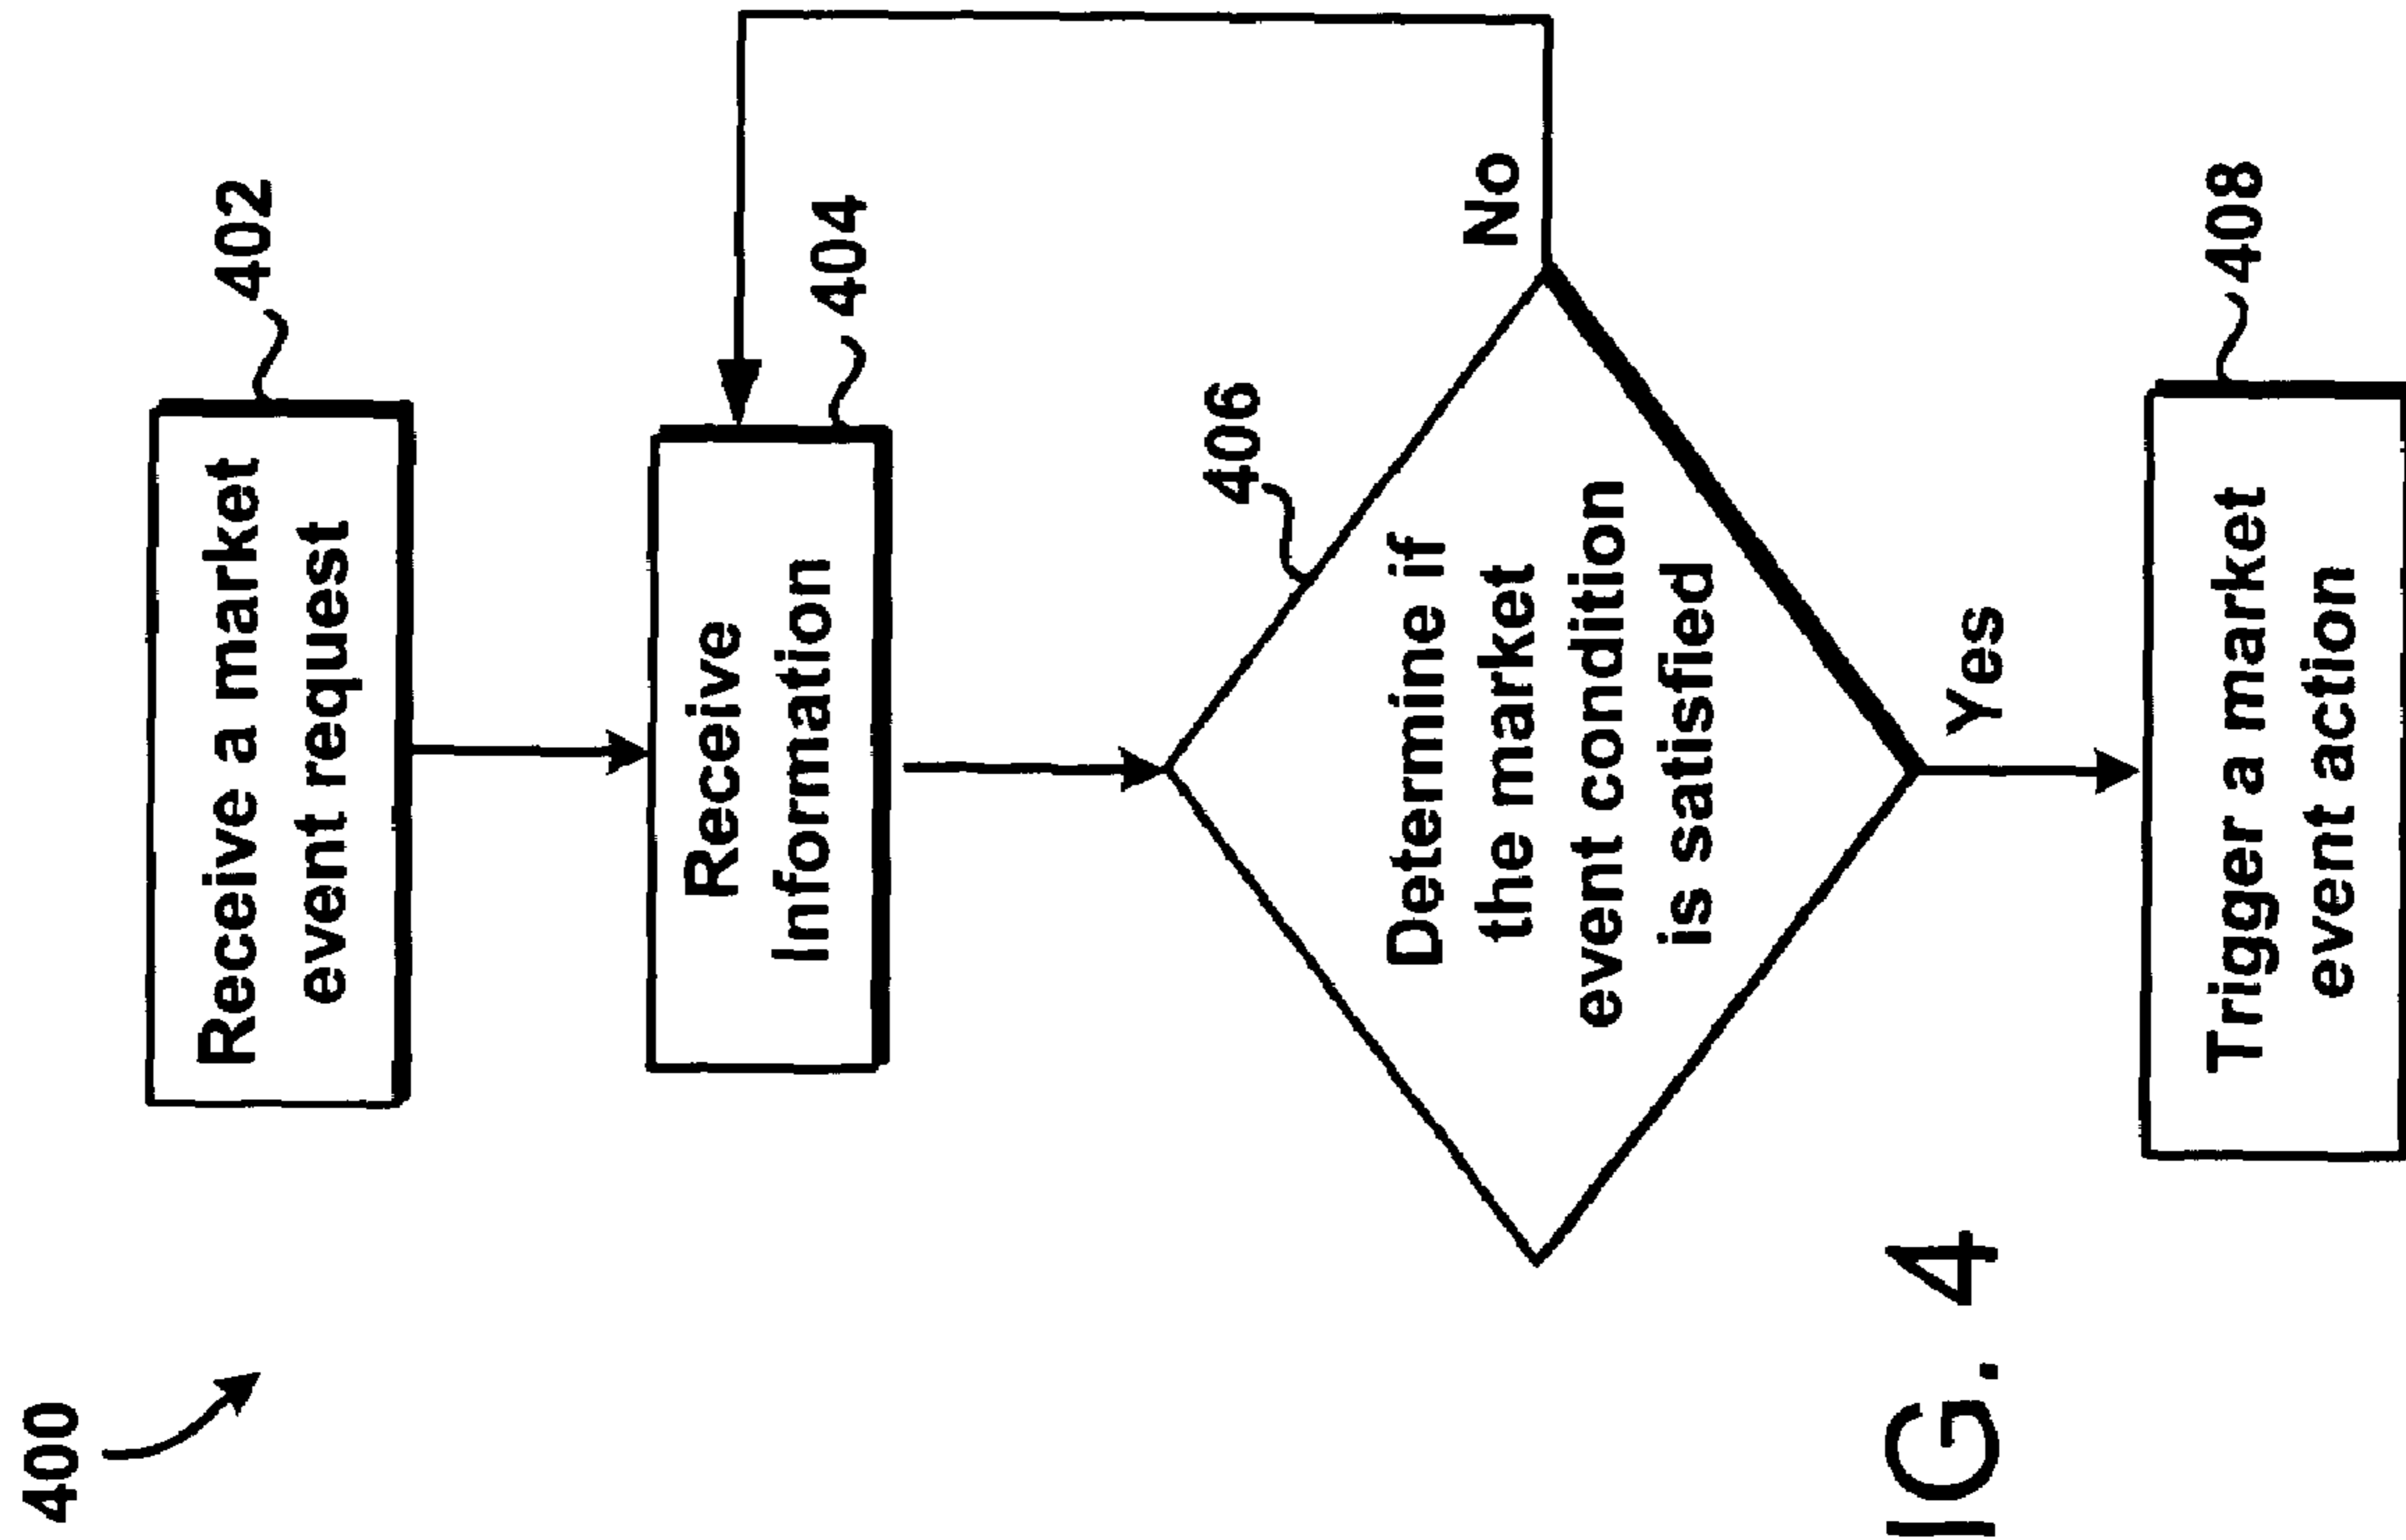 400
402
Receive a market
event request
404
Receive
Information
406
Determine if
the market
event condition
is satisfied
No
Yes
408
Trigger a market
event action
IG. 4